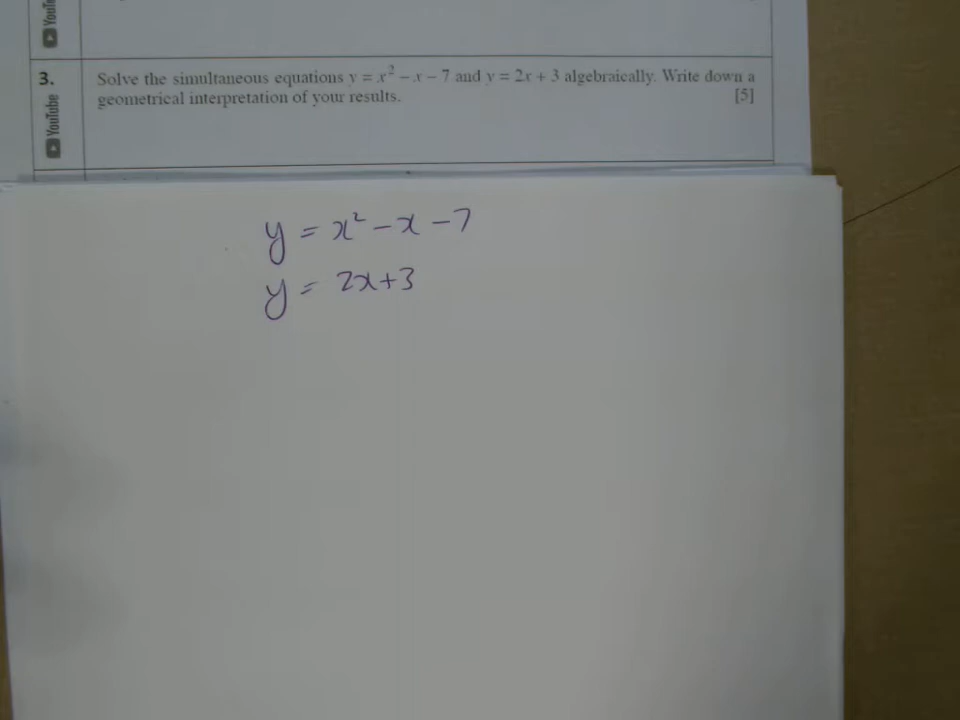 YouTube
3. Solve the simultaneous equations y = x² – x – 7 and y = 2x + 3 algebraically. Write down a
geometrical interpretation of your results. [5]
YouTube
y = x² – x – 7
y = 2x + 3